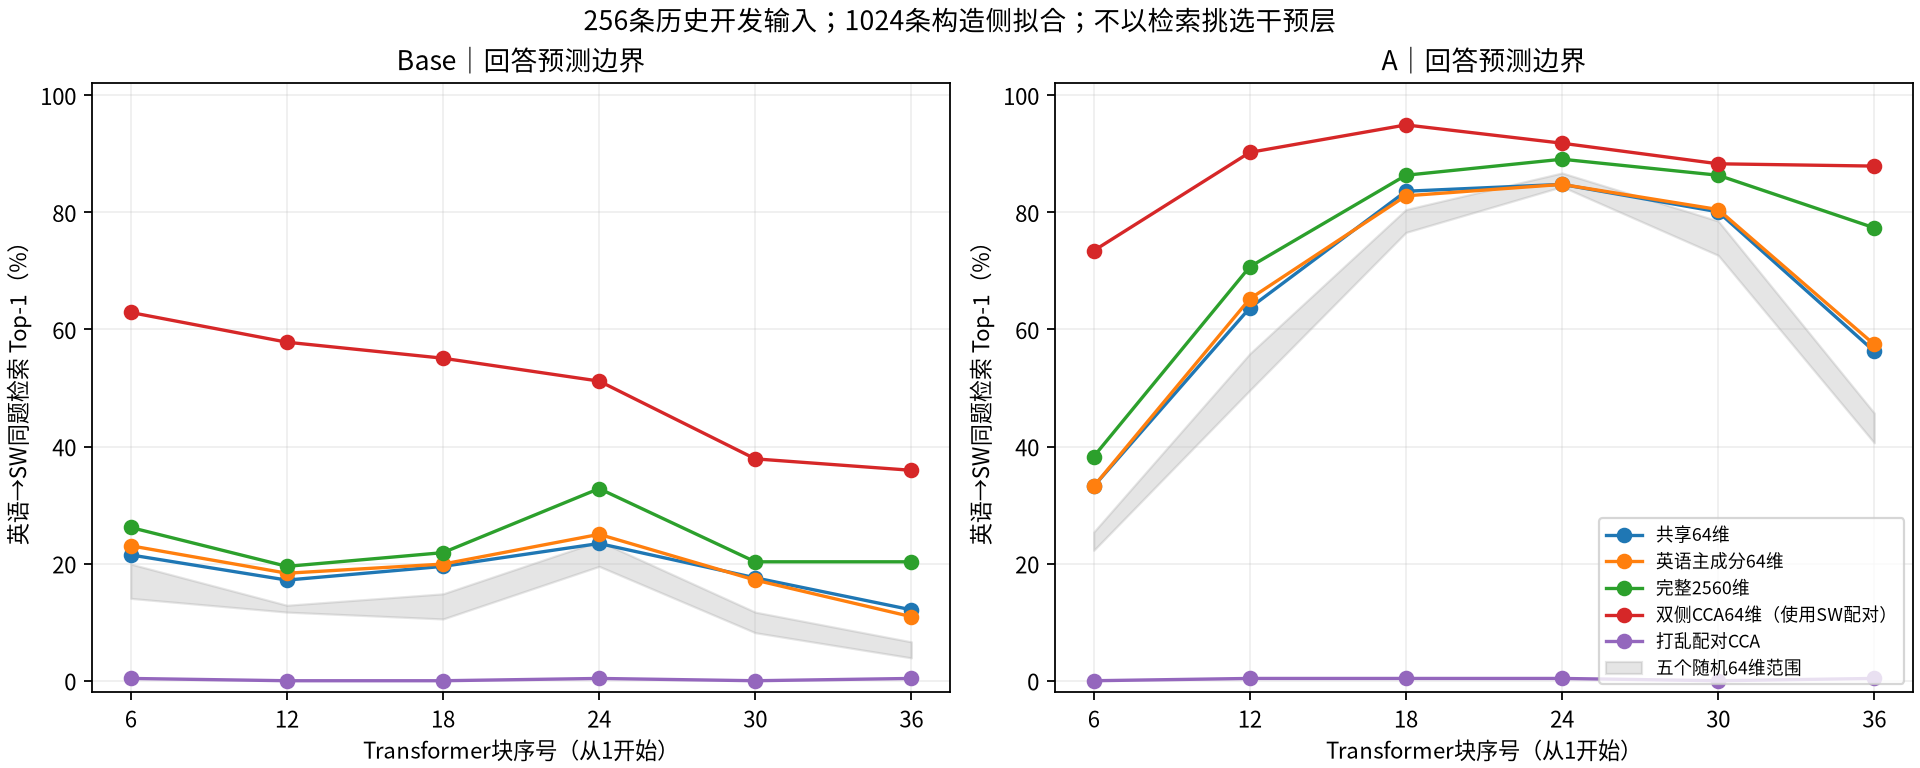 256条历史开发输入；1024条构造侧拟合；不以检索挑选干预层
Base｜回答预测边界
英语→SW同题检索 Top-1（%）
100
80
60
40
20
0
6
12
18
24
30
36
Transformer块序号（从1开始）
A｜回答预测边界
英语→SW同题检索 Top-1（%）
100
80
60
40
20
0
6
12
18
24
30
36
Transformer块序号（从1开始）
共享64维
英语主成分64维
完整2560维
双侧CCA64维（使用SW配对）
打乱配对CCA
五个随机64维范围